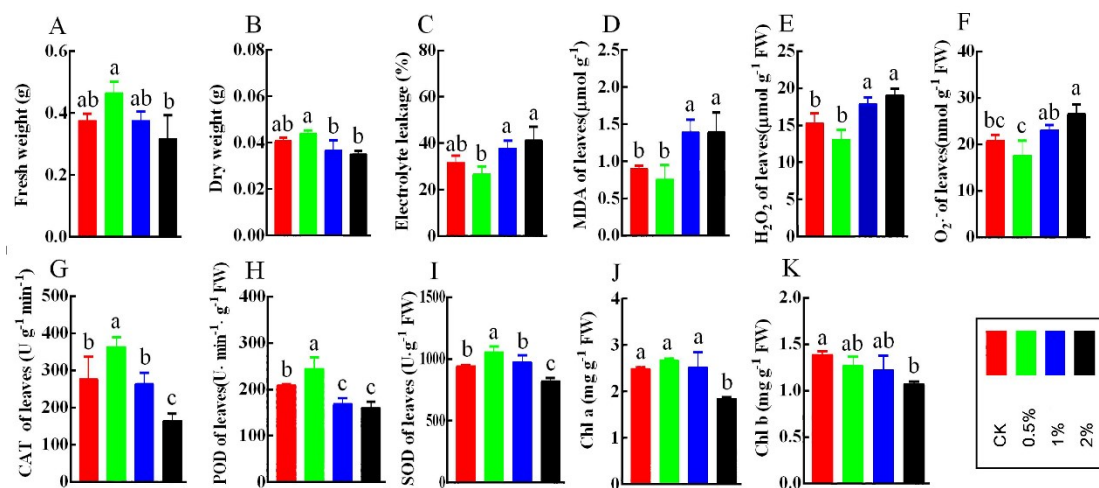 A
Fresh weight (g)
0.6
0.4
0.2
0.0
ab
a
ab
b
B
Dry weight (g)
0.08
0.06
0.04
0.02
0.00
ab
a
b
b
C
Electrolyte leakage (%)
80
60
40
20
0
ab
b
a
a
D
MDA of leaves(μmol g-1)
2.0
1.5
1.0
0.5
0.0
b
b
a
a
E
H2O2 of leaves(μmol g-1 FW)
25
20
15
10
5
0
b
b
a
a
F
O2·- of leaves(nmol g-1 FW)
40
30
20
10
0
bc
c
ab
a
G
CAT of leaves (U g-1 min-1)
500
400
300
200
100
0
b
a
b
c
H
POD of leaves(U· min-1· g-1 FW)
400
300
200
100
0
b
a
c
c
I
SOD of leaves (U·g-1 FW)
1500
1000
500
0
b
a
b
c
J
Chl a (mg g-1 FW)
4
3
2
1
0
a
a
a
b
K
Chl b (mg g-1 FW)
2.0
1.5
1.0
0.5
0.0
a
ab
ab
b
CK
0.5%
1%
2%